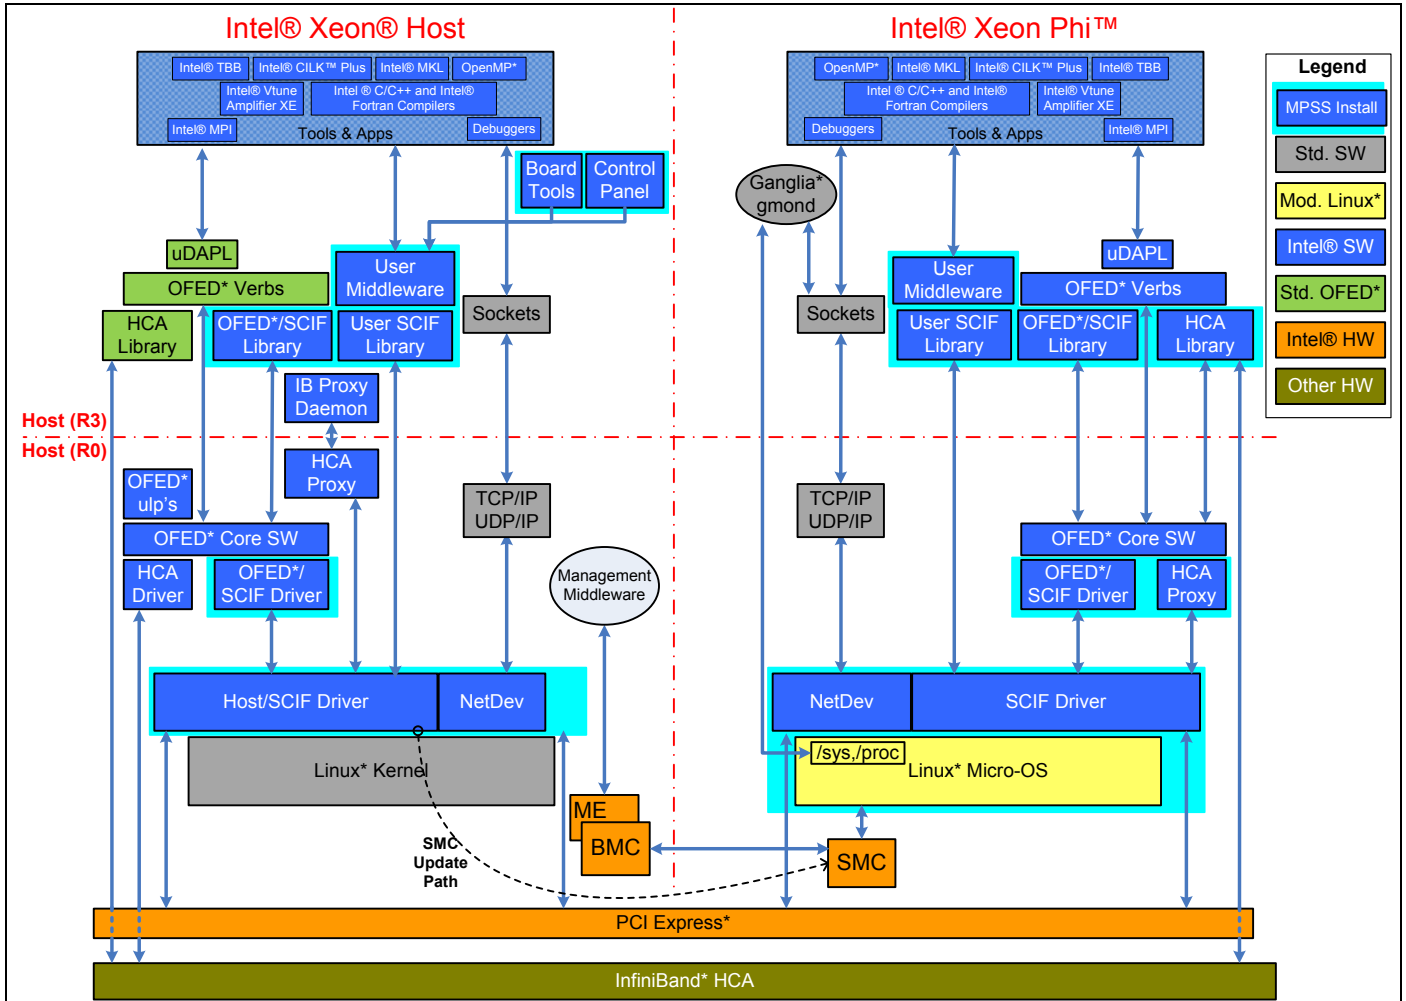 Intel® Xeon® Host
Intel® Xeon Phi™
Intel® TBB
Intel® CILK™ Plus
Intel® MKL
OpenMP*
Intel® Vtune
Amplifier XE
Intel ® C/C++ and Intel®
Fortran Compilers
Intel® MPI
Tools & Apps
Debuggers
OpenMP*
Intel® MKL
Intel® CILK™ Plus
Intel® TBB
Intel ® C/C++ and Intel®
Fortran Compilers
Intel® Vtune
Amplifier XE
Debuggers
Tools & Apps
Intel® MPI
Legend
MPSS Install
Std. SW
Mod. Linux*
Intel® SW
Std. OFED*
Intel® HW
Other HW
Board
Tools
Control
Panel
uDAPL
OFED* Verbs
HCA
Library
OFED*/SCIF
Library
User
Middleware
User SCIF
Library
Sockets
IB Proxy
Daemon
Host (R3)
Host (R0)
HCA
Proxy
OFED*
ulp's
OFED* Core SW
HCA
Driver
OFED*/
SCIF Driver
TCP/IP
UDP/IP
Management
Middleware
Host/SCIF Driver
NetDev
Linux* Kernel
SMC
Update
Path
ME
BMC
Ganglia*
gmond
Sockets
User
Middleware
User SCIF
Library
uDAPL
OFED* Verbs
OFED*/SCIF
Library
HCA
Library
TCP/IP
UDP/IP
OFED* Core SW
OFED*/
SCIF Driver
HCA
Proxy
NetDev
SCIF Driver
/sys,/proc
Linux* Micro-OS
SMC
PCI Express*
InfiniBand* HCA